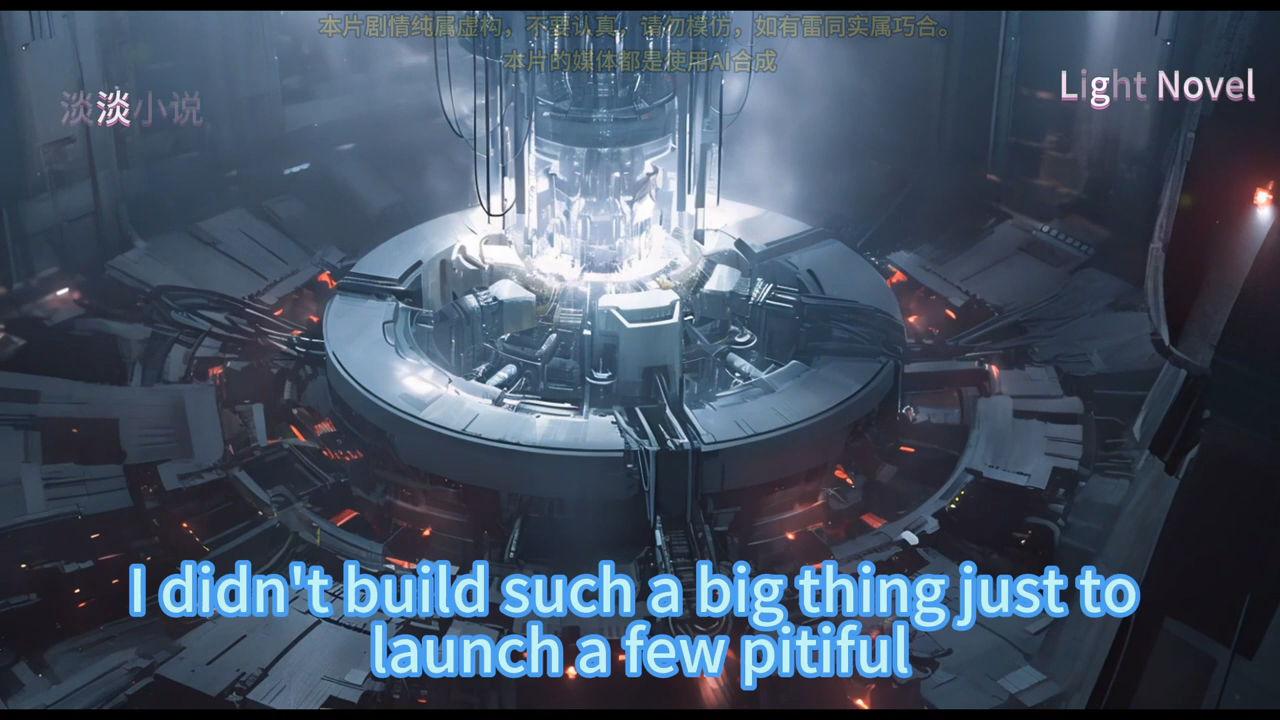 本片剧情纯属虚构，不要认真，请勿模仿，如有雷同实属巧合。
本片的媒体都是使用AI合成
淡淡小说
Light Novel
I didn't build such a big thing just to
launch a few pitiful